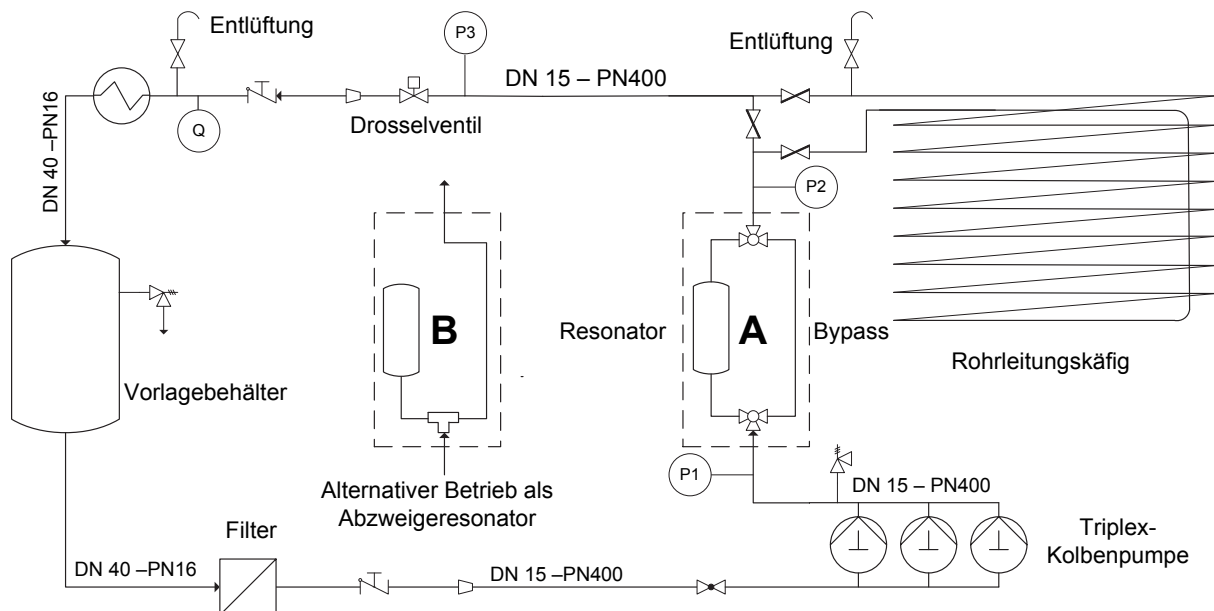 Entlüftung
P3
Entlüftung
DN 15 – PN400
Drosselventil
Q
DN 40 –PN16
P2
B
Resonator
A
Bypass
Rohrleitungskäfig
Vorlagebehälter
P1
Alternativer Betrieb als
Abzweigeresonator
DN 15 – PN400
Filter
Triplex-
Kolbenpumpe
DN 40 –PN16
DN 15 –PN400